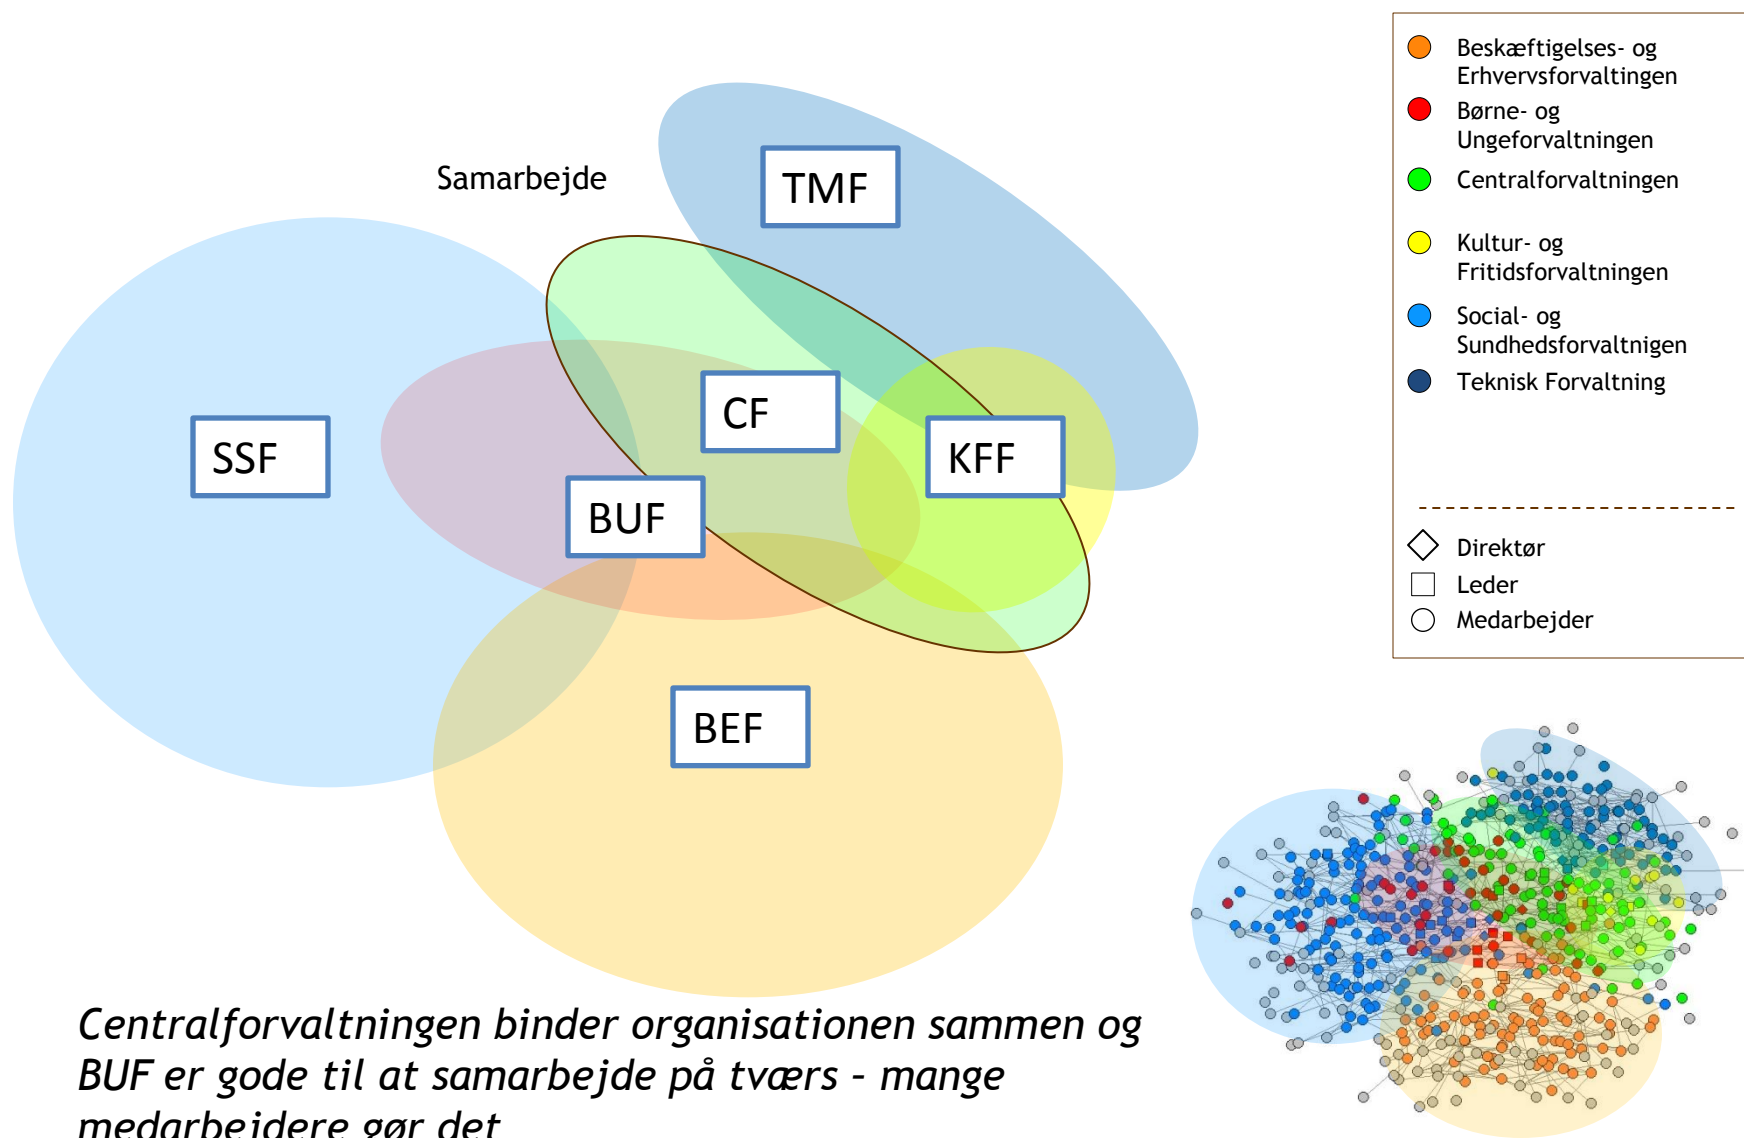 Samarbejde
TMF
CF
SSF
KFF
BUF
BEF
Centralforvaltningen binder organisationen sammen og
BUF er gode til at samarbejde på tværs - mange
medarbejdere gør det
Beskæftigelses- og
Erhvervsforvaltingen
Børne- og
Ungeforvaltningen
Centralforvaltningen
Kultur- og
Fritidsforvaltningen
Social- og
Sundhedsforvaltnigen
Teknisk Forvaltning
Direktør
Leder
Medarbejder